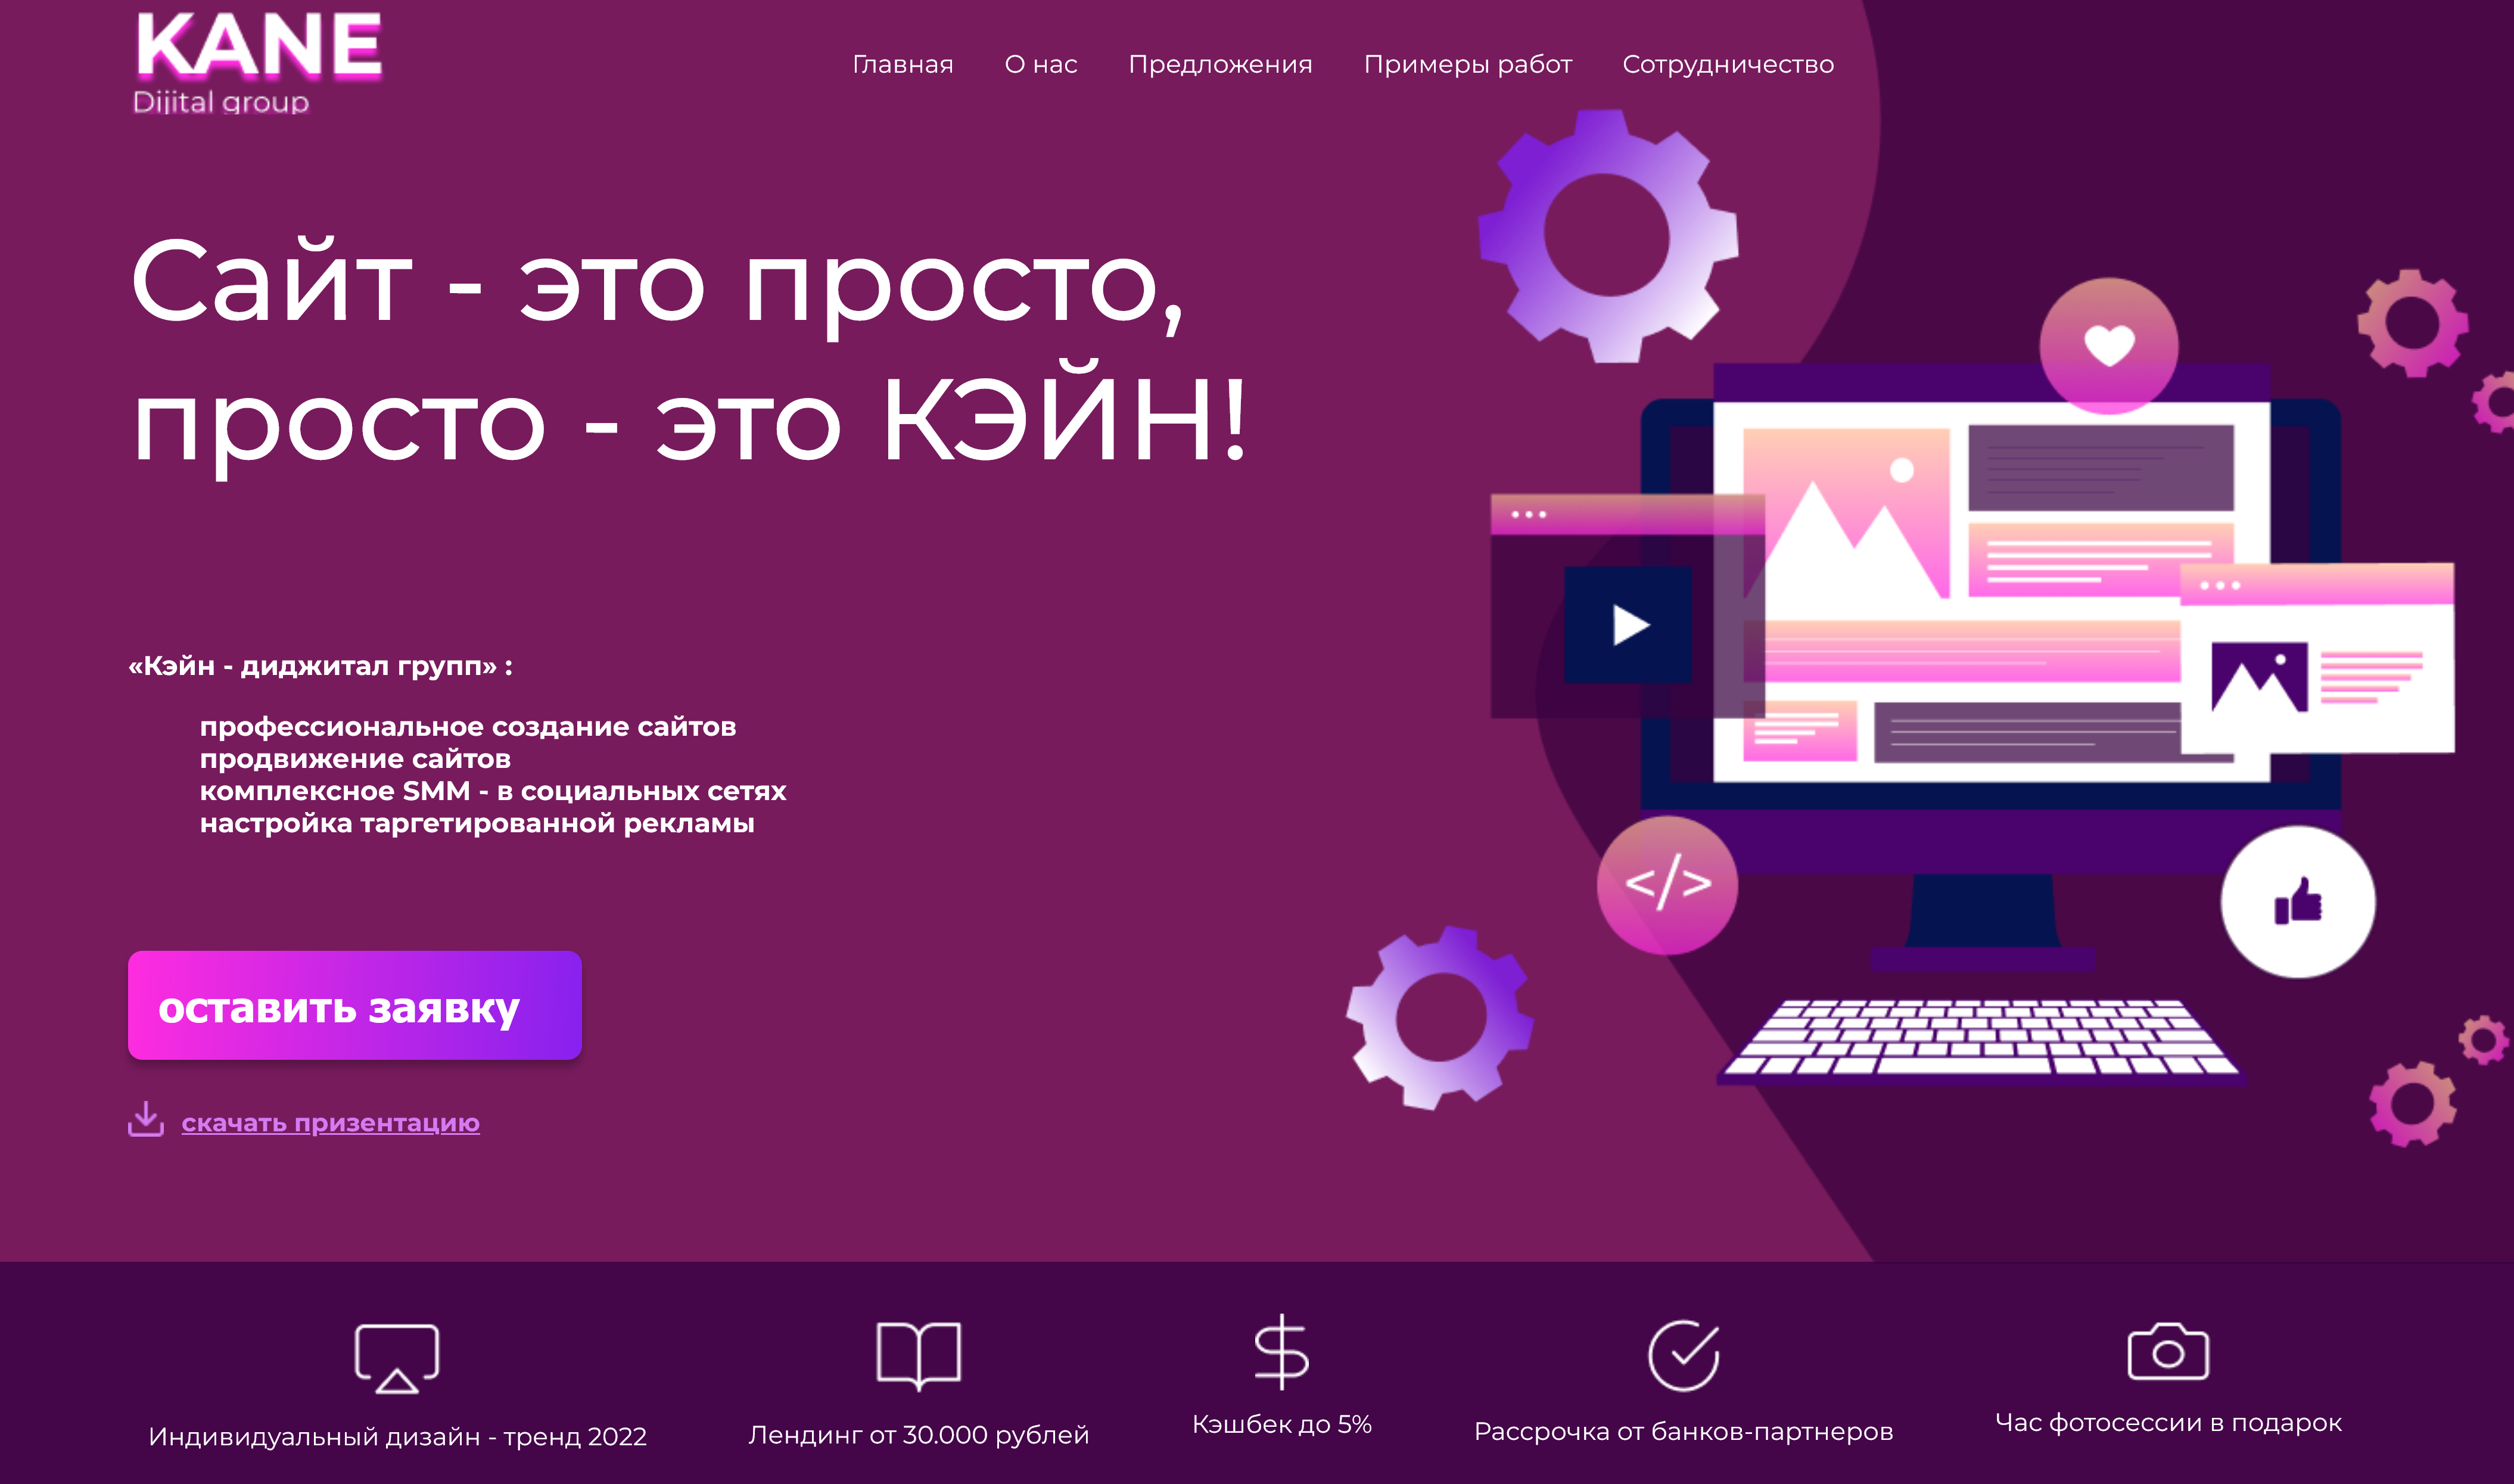 KANE
Dijital group
Главная
О нас
Предложения
Примеры работ
Сотрудничество
Сайт - это просто,
просто - это КЭЙН!
«Кэйн - диджитал групп» :
профессиональное создание сайтов
продвижение сайтов
комплексное SMM - в социальных сетях
настройка таргетированной рекламы
оставить заявку
скачать призентацию
</>
Индивидуальный дизайн - тренд 2022
Лендинг от 30.000 рублей
Кэшбек до 5%
Рассрочка от банков-партнеров
Час фотосессии в подарок